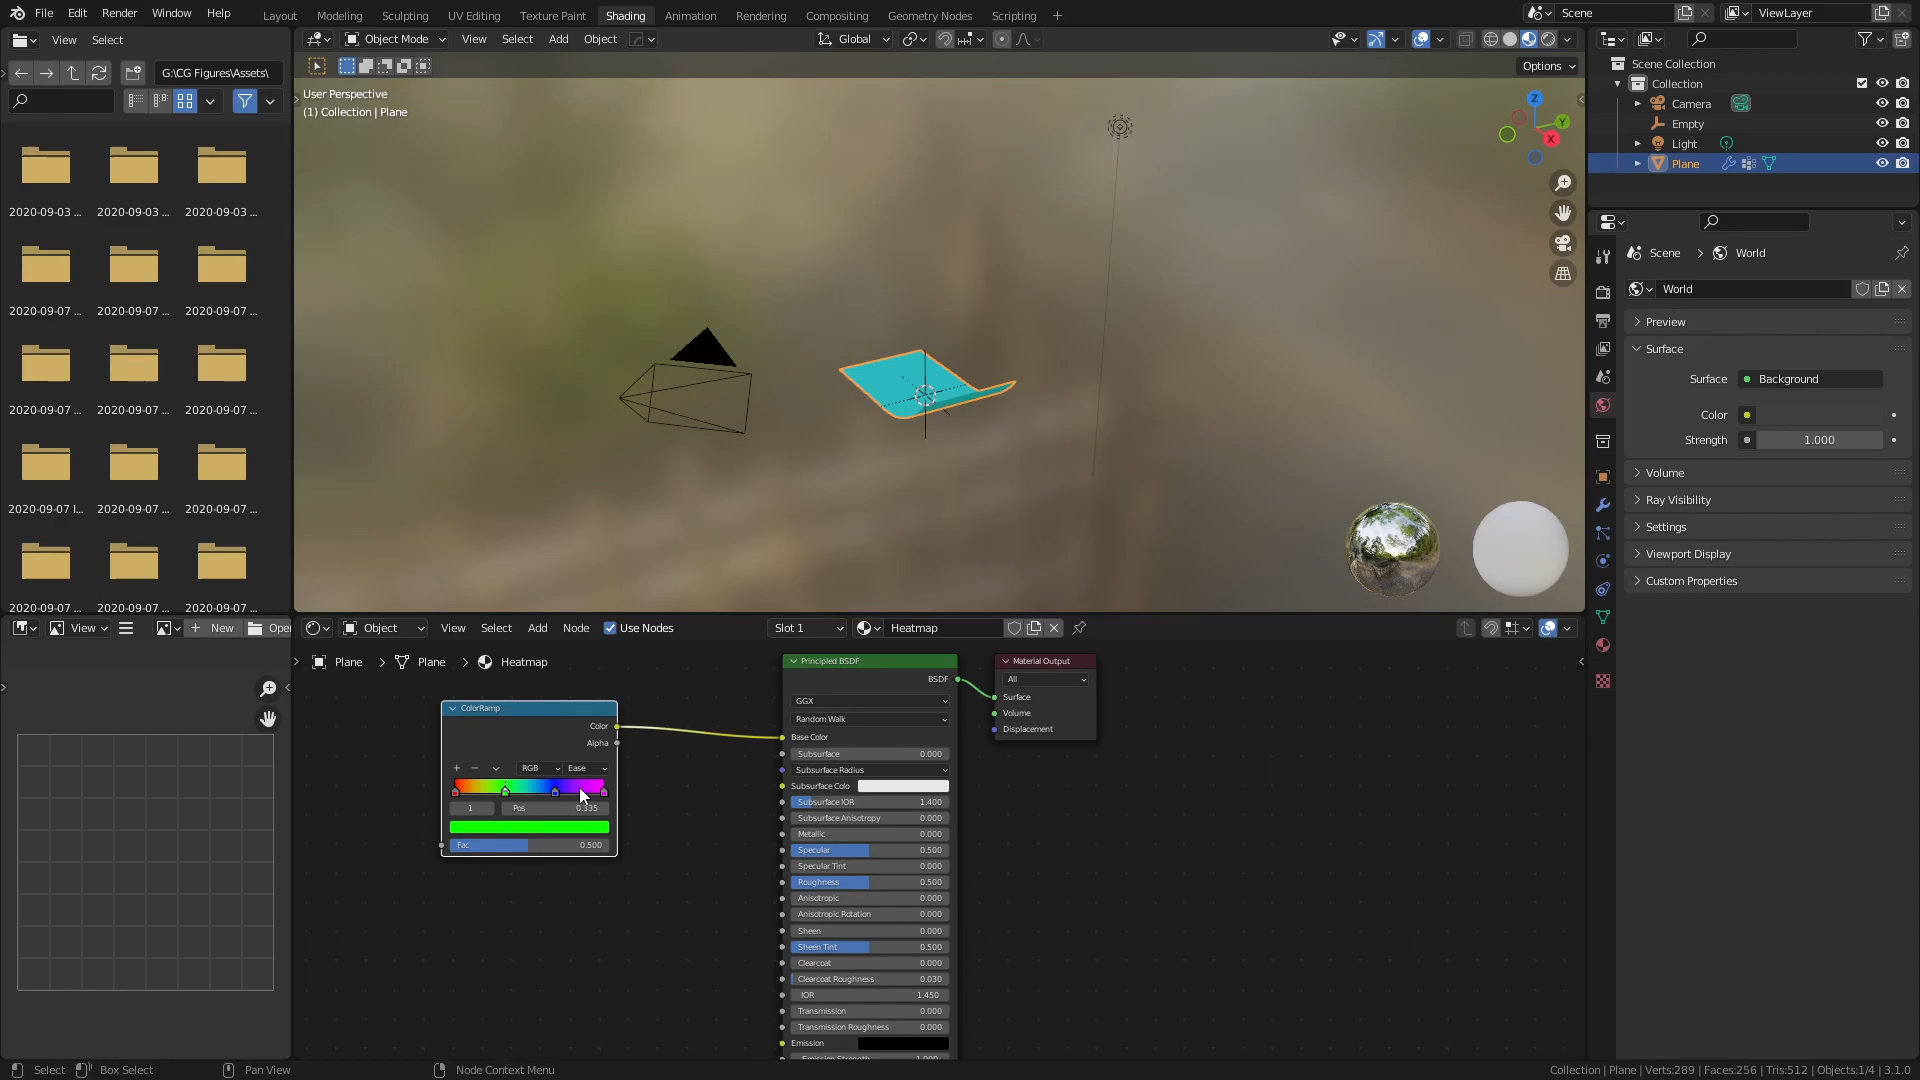 File Edit Render Window Help
Layout Modeling Sculpting UV Editing Texture Paint Shading Animation Rendering Compositing Geometry Nodes Scripting +
Scene
ViewLayer
View Select
G:\CG Figures\Assets\
2020-09-03 ... 2020-09-03 ... 2020-09-03 ...
2020-09-07 ... 2020-09-07 ... 2020-09-07 ...
2020-09-07 ... 2020-09-07 ... 2020-09-07 ...
2020-09-07 I... 2020-09-07 ... 2020-09-07 ...
2020-09-07 ... 2020-09-07 ... 2020-09-07 ...
Object Mode View Select Add Object Global
Options
User Perspective
(1) Collection | Plane
Z
Y
X
Scene Collection
Collection
Camera
Empty
Light
Plane
Scene > World
World
Preview
Surface
Surface Background
Color
Strength 1.000
Volume
Ray Visibility
Settings
Viewport Display
Custom Properties
View + New Open
Object View Select Add Node Use Nodes Slot 1 Heatmap
Plane > Plane > Heatmap
ColorRamp
Color
Alpha
+ − RGB Ease
1 Pos 0.335
Fac 0.500
Principled BSDF
BSDF
GGX
Random Walk
Base Color
Subsurface 0.000
Subsurface Radius
Subsurface Colo
Subsurface IOR 1.400
Subsurface Anisotropy 0.000
Metallic 0.000
Specular 0.500
Specular Tint 0.000
Roughness 0.500
Anisotropic 0.000
Anisotropic Rotation 0.000
Sheen 0.000
Sheen Tint 0.500
Clearcoat 0.000
Clearcoat Roughness 0.030
IOR 1.450
Transmission 0.000
Transmission Roughness 0.000
Emission
Emission Strength 1.000
Material Output
All
Surface
Volume
Displacement
Select Box Select Pan View Node Context Menu
Collection | Plane | Verts:289 | Faces:256 | Tris:512 | Objects:1/4 | 3.1.0